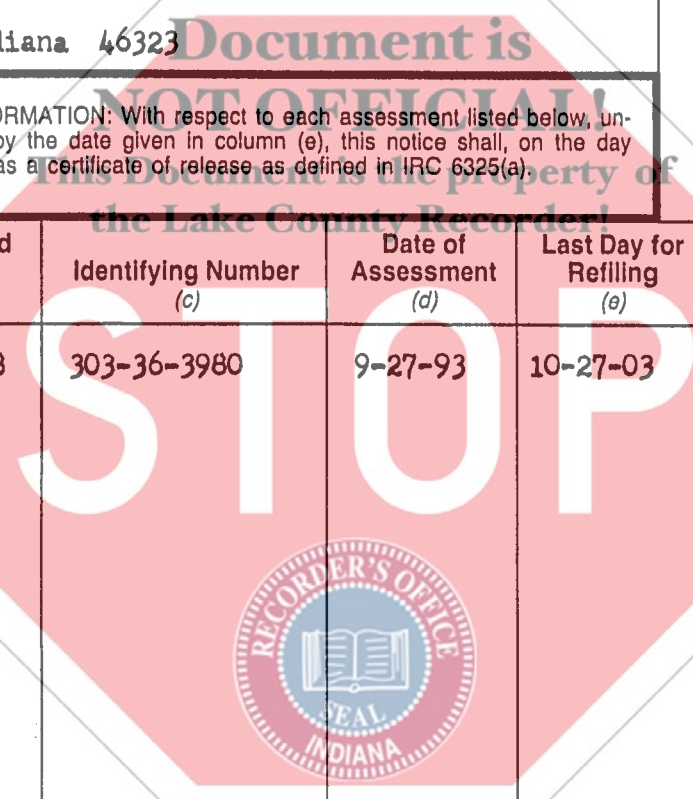 diana 46323
Document is
NOT OFFICIAL!
ORMATION: With respect to each assessment listed below, un-
by the date given in column (e), this notice shall, on the day
as a certificate of release as defined in IRC 6325(a).
This Document is the property of
the Lake County Recorder!
d Identifying Number (c) Date of Assessment (d) Last Day for Refiling (e)
3 303-36-3980 9-27-93 10-27-03
STOP
RECORDER'S OFFICE
SEAL
INDIANA